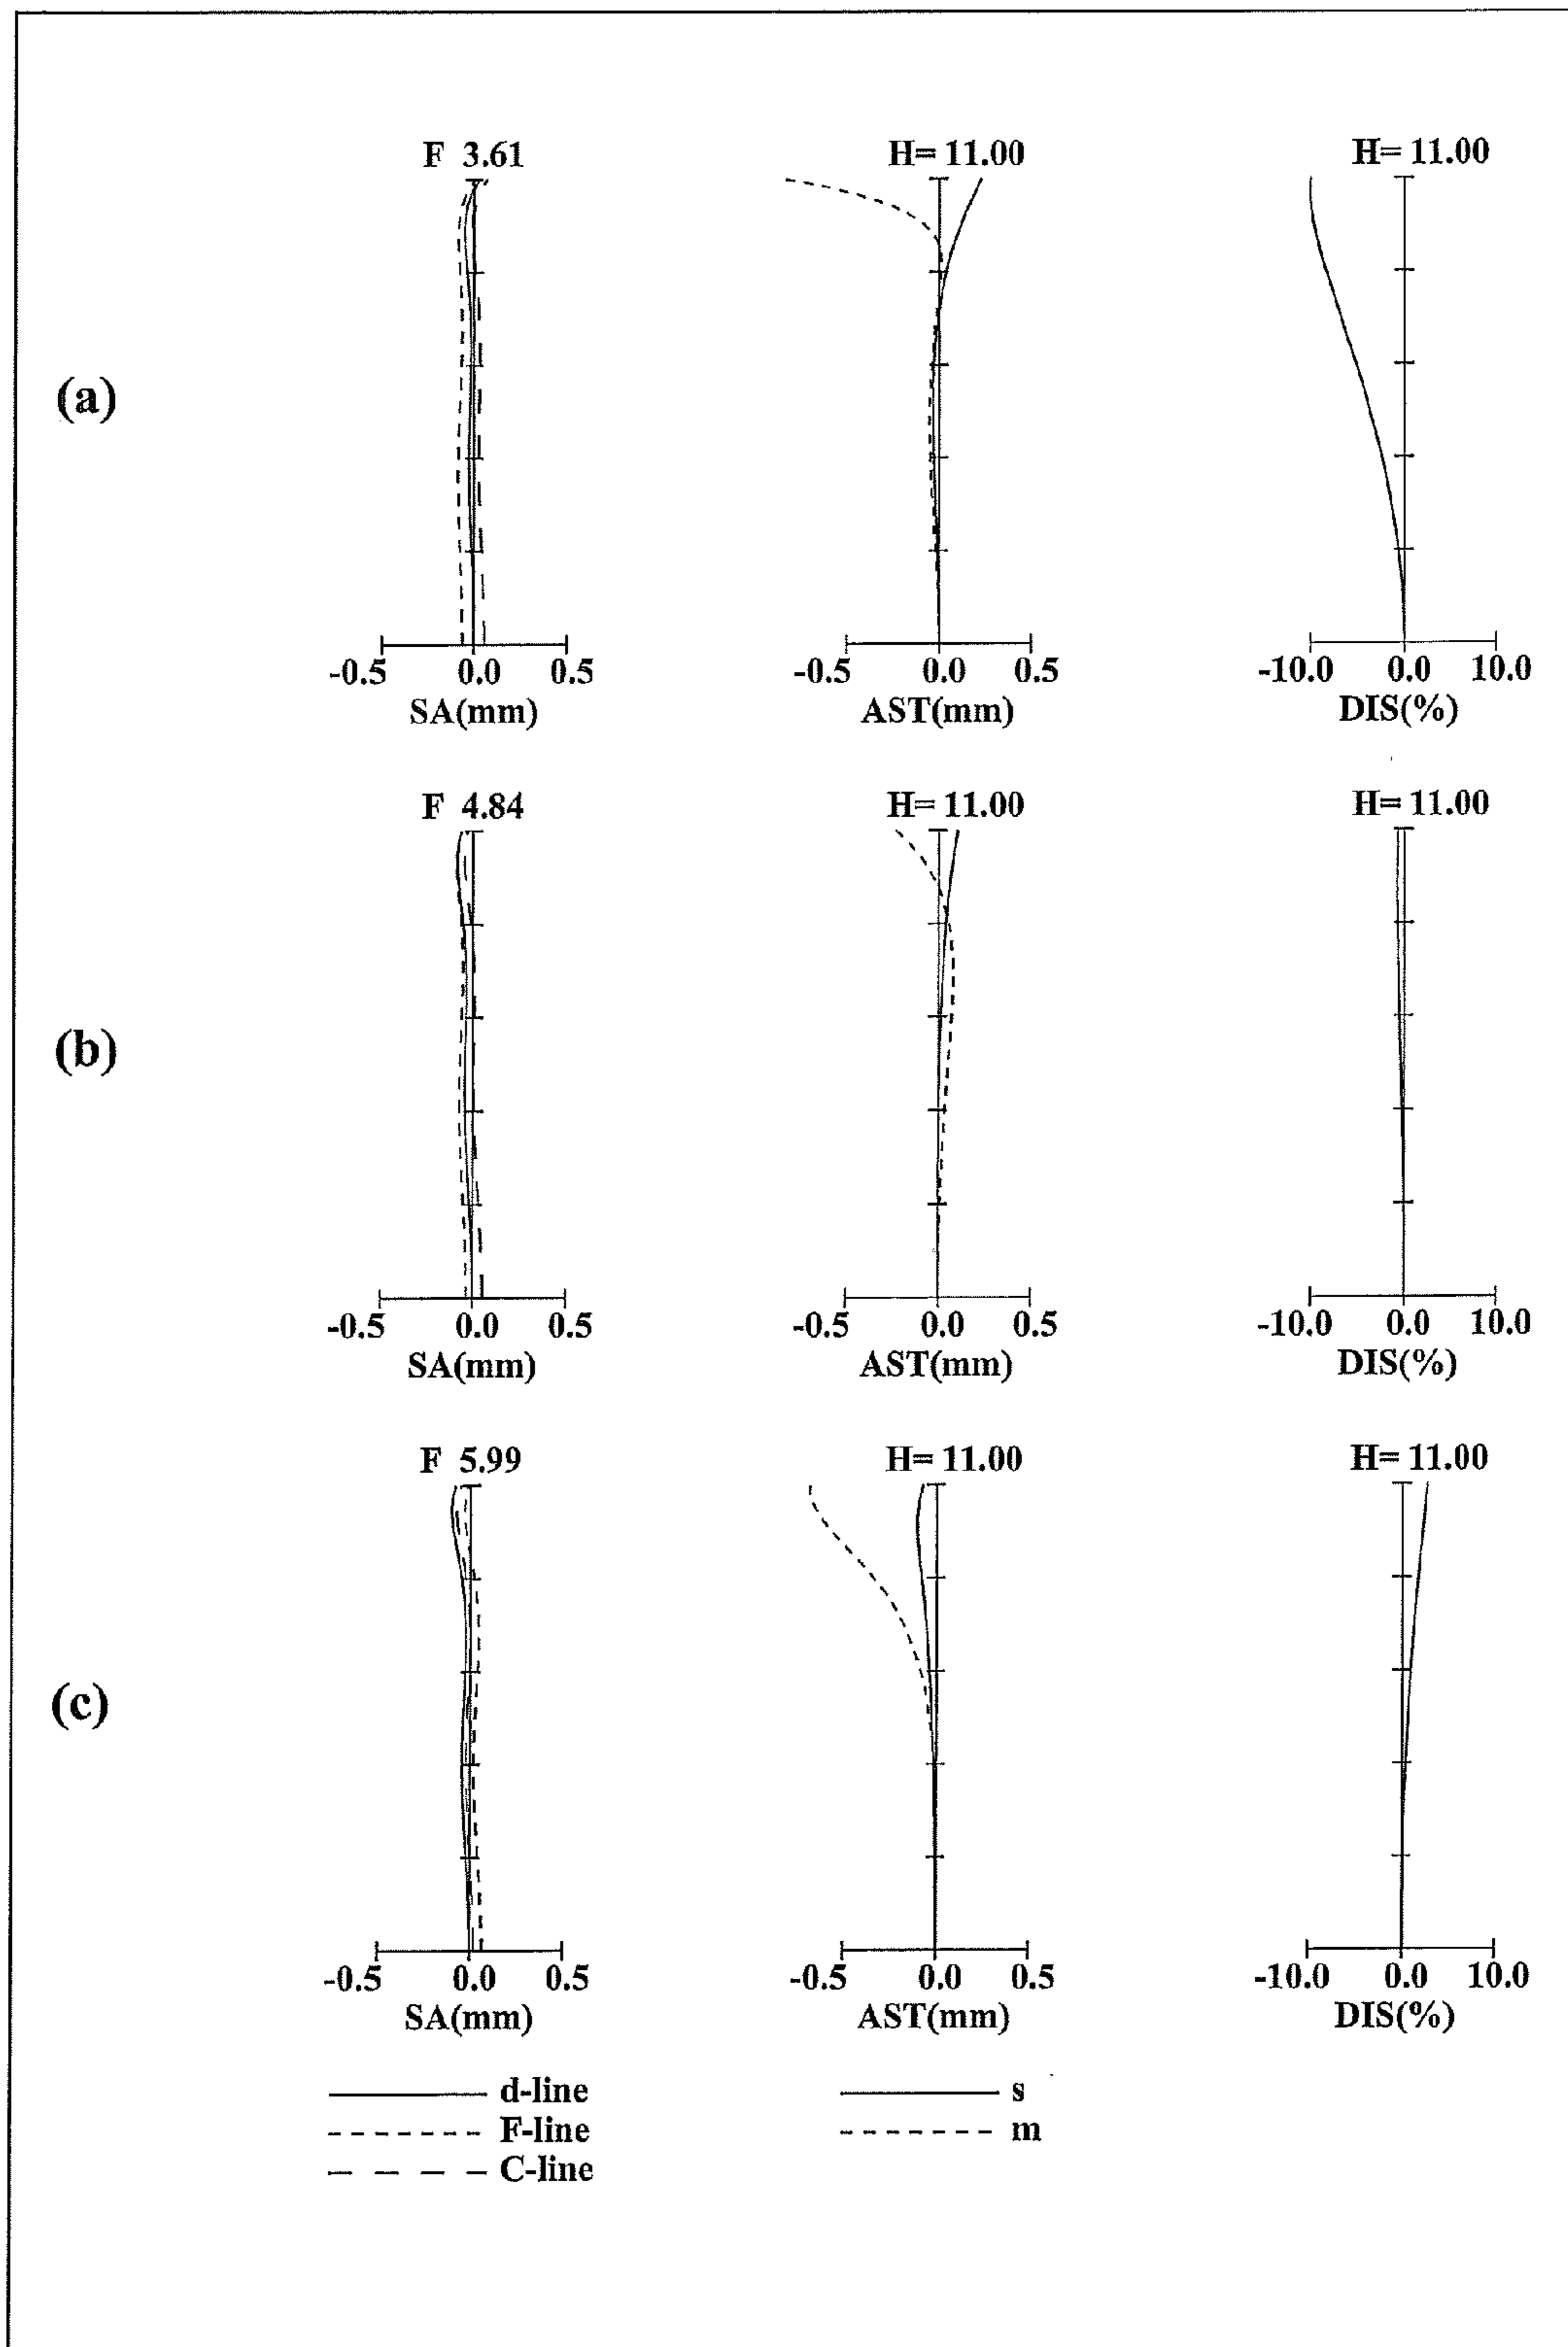 F 3.61
H= 11.00
H= 11.00
(a)
-0.5 0.0 0.5
SA(mm)
-0.5 0.0 0.5
AST(mm)
-10.0 0.0 10.0
DIS(%)
F 4.84
H= 11.00
H= 11.00
(b)
-0.5 0.0 0.5
SA(mm)
-0.5 0.0 0.5
AST(mm)
-10.0 0.0 10.0
DIS(%)
F 5.99
H= 11.00
H= 11.00
(c)
-0.5 0.0 0.5
SA(mm)
-0.5 0.0 0.5
AST(mm)
-10.0 0.0 10.0
DIS(%)
d-line
F-line
C-line
s
m